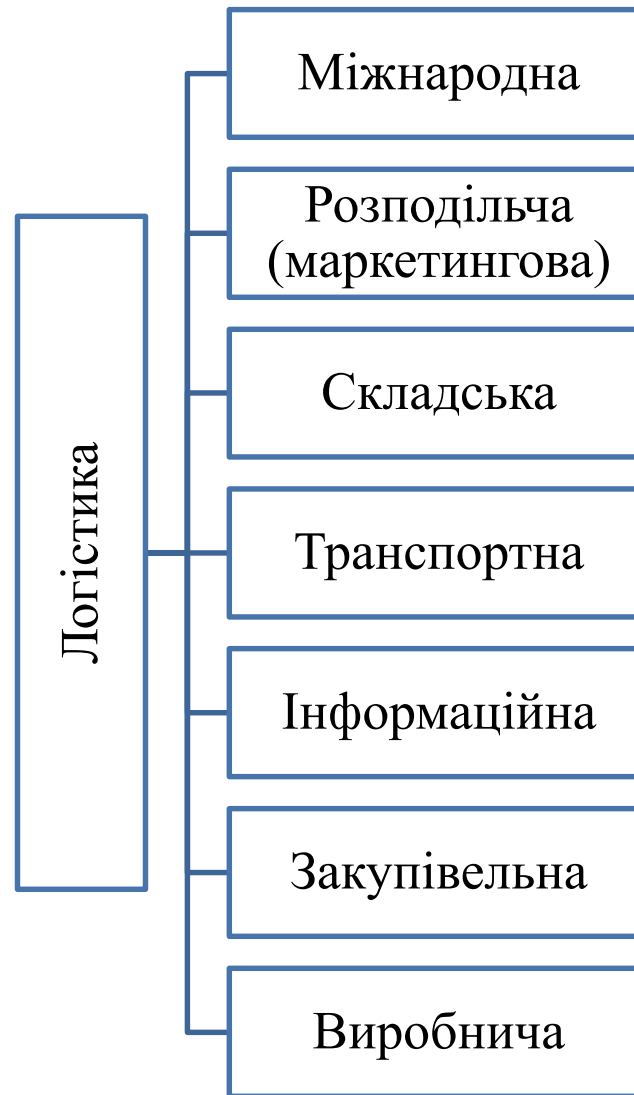 Логістика
Міжнародна
Розподільча
(маркетингова)
Складська
Транспортна
Інформаційна
Закупівельна
Виробнича